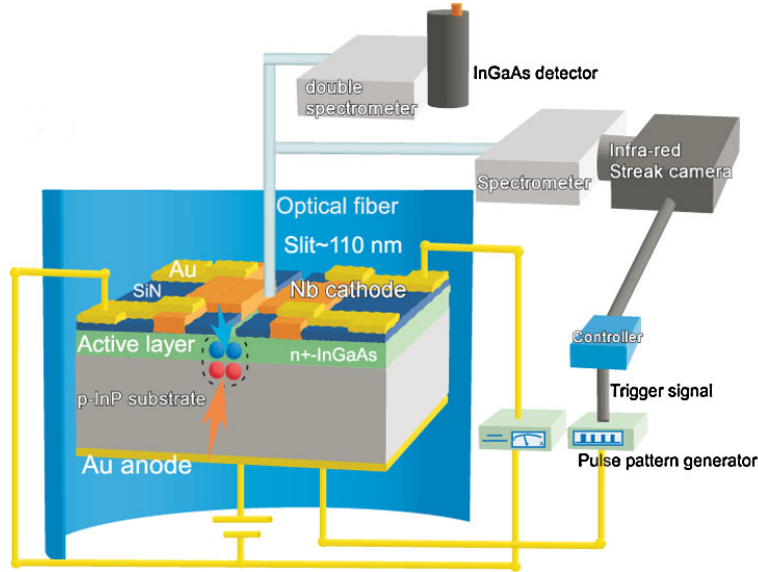 InGaAs detector
double
spectrometer
Infra-red
Streak camera
Spectrometer
Optical fiber
Slit~110 nm
Au
SiN
Nb cathode
Controller
Active layer
n+-InGaAs
p-InP substrate
Trigger signal
A
Au anode
Pulse pattern generator